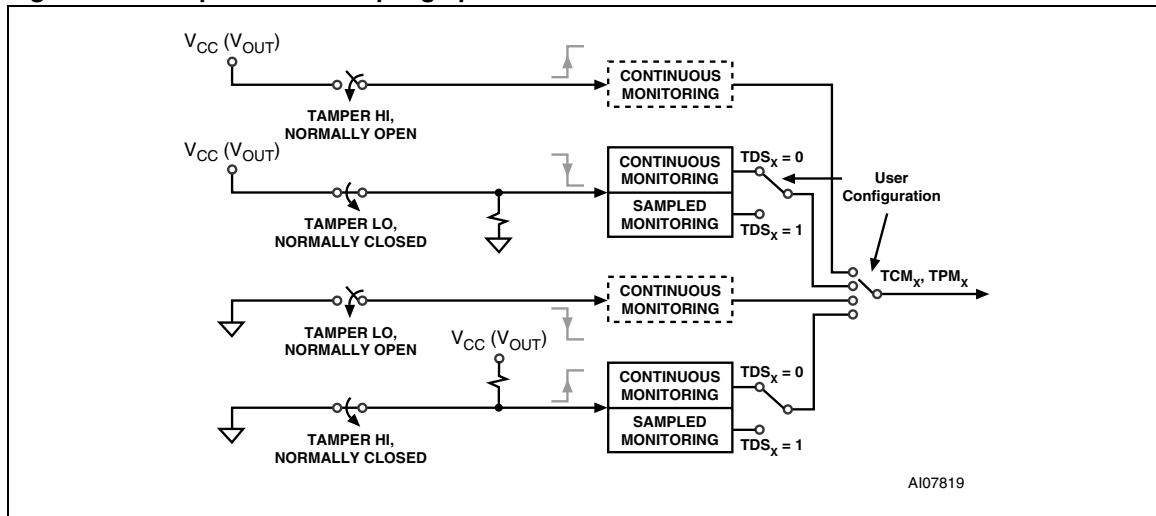 V_CC (V_OUT)
CONTINUOUS
MONITORING
TAMPER HI,
NORMALLY OPEN
V_CC (V_OUT)
CONTINUOUS
MONITORING
SAMPLED
MONITORING
TDS_X = 0
TDS_X = 1
User
Configuration
TAMPER LO,
NORMALLY CLOSED
TCM_X, TPM_X
CONTINUOUS
MONITORING
TAMPER LO,
NORMALLY OPEN
V_CC (V_OUT)
CONTINUOUS
MONITORING
SAMPLED
MONITORING
TDS_X = 0
TDS_X = 1
TAMPER HI,
NORMALLY CLOSED
AI07819